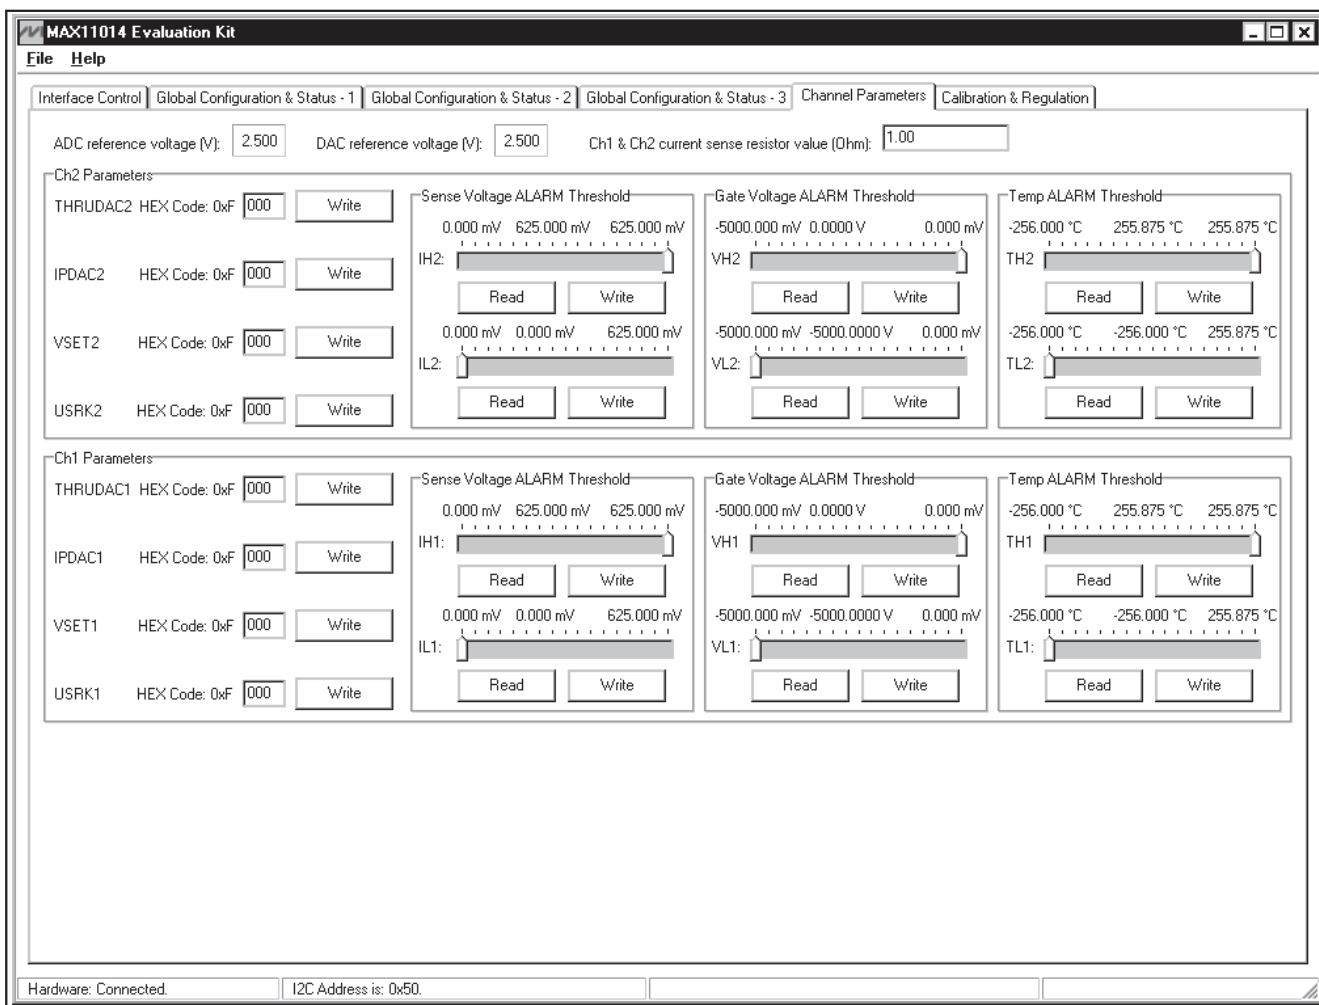 MAX11014 Evaluation Kit
File Help
Interface Control Global Configuration & Status - 1 Global Configuration & Status - 2 Global Configuration & Status - 3 Channel Parameters Calibration & Regulation
ADC reference voltage (V): 2.500 DAC reference voltage (V): 2.500 Ch1 & Ch2 current sense resistor value (Ohm): 1.00
Ch2 Parameters
THRUDAC2 HEX Code: 0xF 000 Write
IPDAC2 HEX Code: 0xF 000 Write
VSET2 HEX Code: 0xF 000 Write
USRK2 HEX Code: 0xF 000 Write
Sense Voltage ALARM Threshold
0.000 mV 625.000 mV 625.000 mV
IH2:
Read Write
0.000 mV 0.000 mV 625.000 mV
IL2:
Read Write
Gate Voltage ALARM Threshold
-5000.000 mV 0.0000 V 0.000 mV
VH2
Read Write
-5000.000 mV -5000.0000 V 0.000 mV
VL2:
Read Write
Temp ALARM Threshold
-256.000 °C 255.875 °C 255.875 °C
TH2
Read Write
-256.000 °C -256.000 °C 255.875 °C
TL2:
Read Write
Ch1 Parameters
THRUDAC1 HEX Code: 0xF 000 Write
IPDAC1 HEX Code: 0xF 000 Write
VSET1 HEX Code: 0xF 000 Write
USRK1 HEX Code: 0xF 000 Write
Sense Voltage ALARM Threshold
0.000 mV 625.000 mV 625.000 mV
IH1:
Read Write
0.000 mV 0.000 mV 625.000 mV
IL1:
Read Write
Gate Voltage ALARM Threshold
-5000.000 mV 0.0000 V 0.000 mV
VH1
Read Write
-5000.000 mV -5000.0000 V 0.000 mV
VL1:
Read Write
Temp ALARM Threshold
-256.000 °C 255.875 °C 255.875 °C
TH1
Read Write
-256.000 °C -256.000 °C 255.875 °C
TL1:
Read Write
Hardware: Connected. I2C Address is: 0x50.